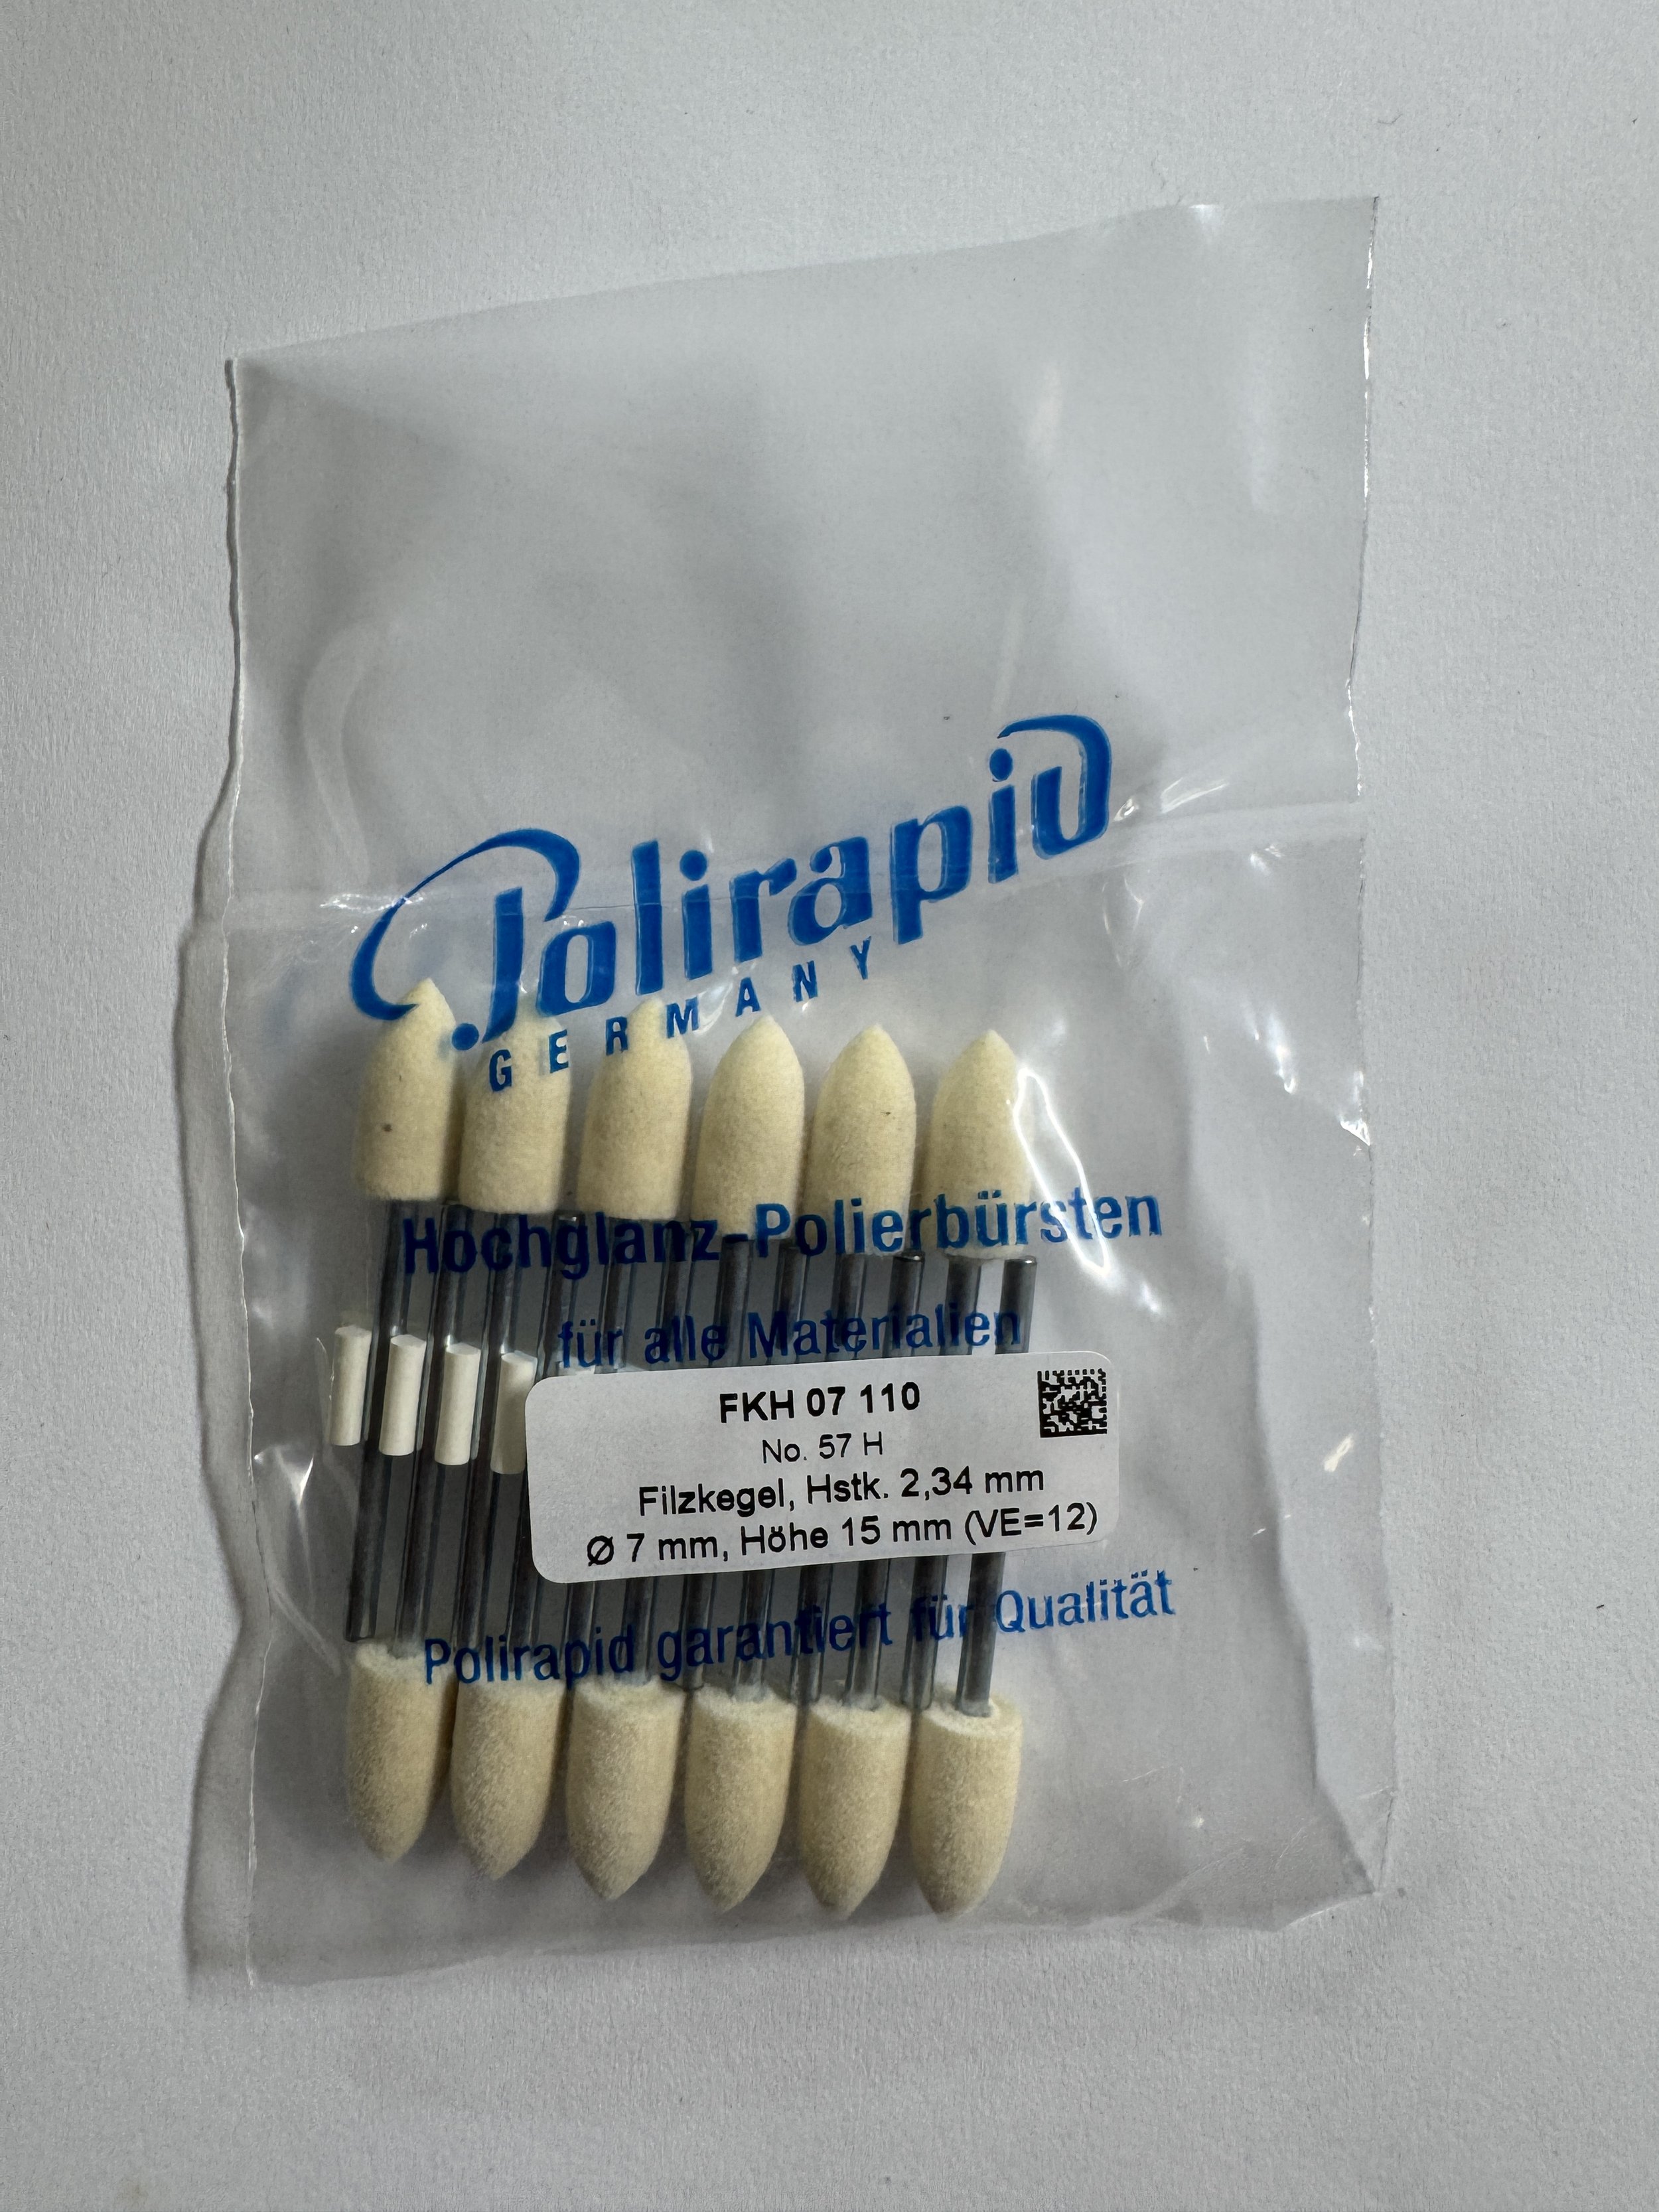 Polirapid
GERMANY
Hochglanz-Polierbürsten
für alle Materialien
FKH 07 110
No. 57 H
Filzkegel, Hstk. 2,34 mm
Ø 7 mm, Höhe 15 mm (VE=12)
Polirapid garantiert für Qualität